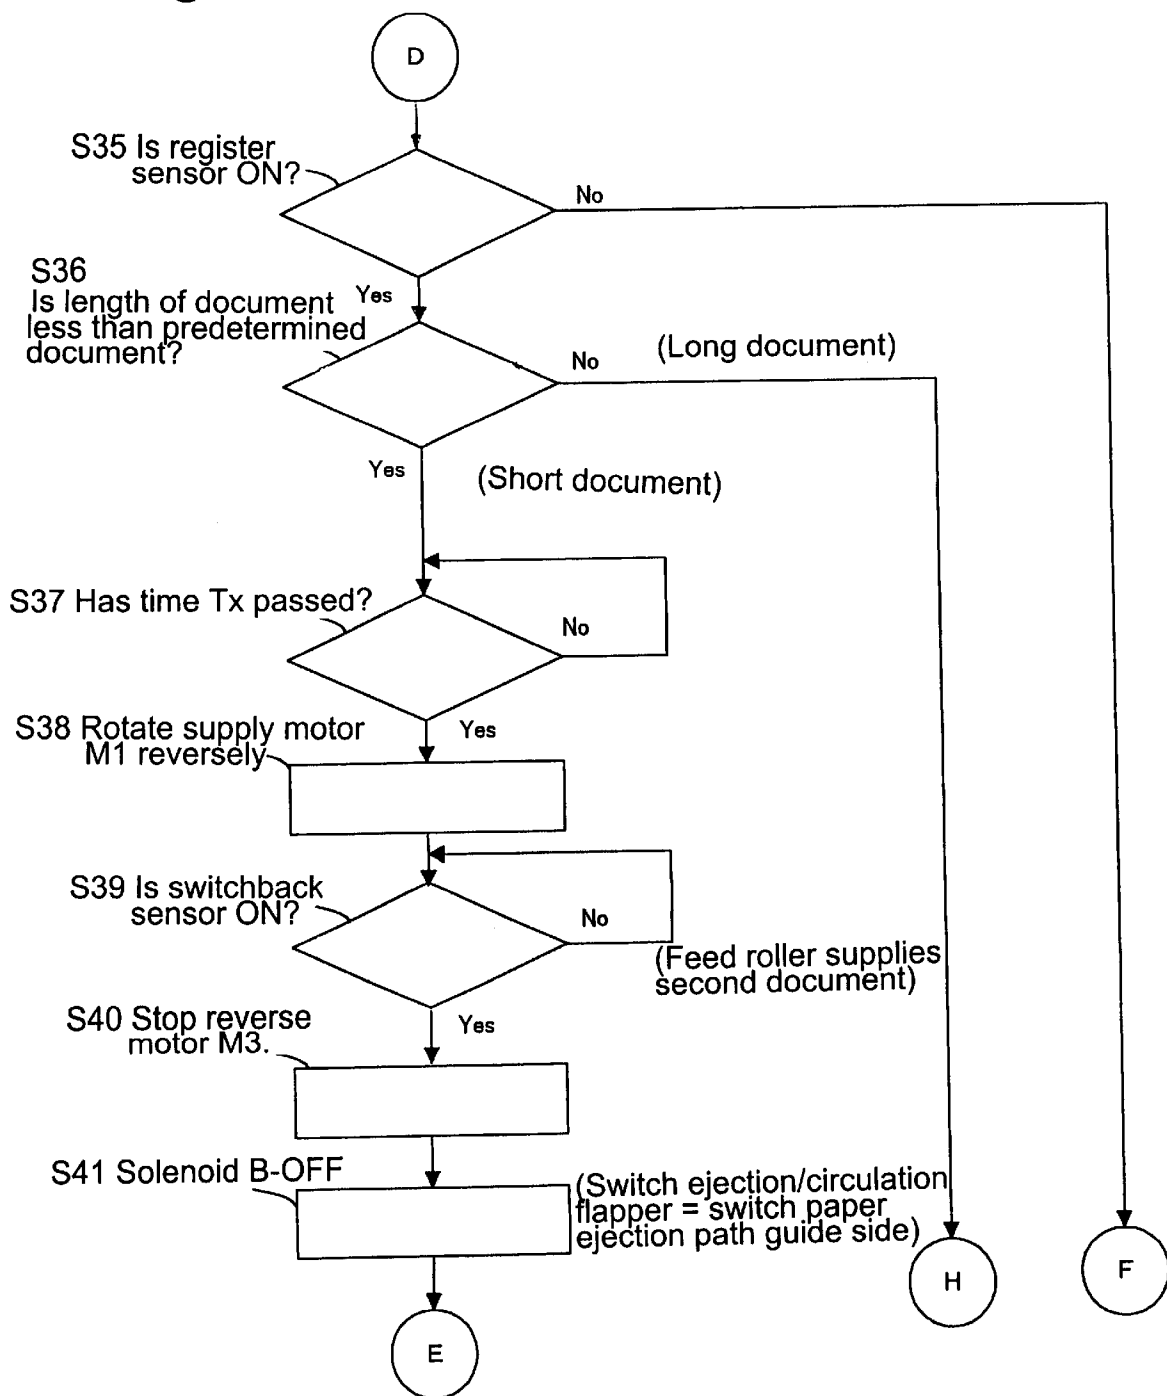 D
S35 Is register
sensor ON?
No
S36
Is length of document
less than predetermined
document?
Yes
No
(Long document)
Yes
(Short document)
S37 Has time Tx passed?
No
S38 Rotate supply motor
M1 reversely
Yes
S39 Is switchback
sensor ON?
No
(Feed roller supplies
second document)
S40 Stop reverse
motor M3.
Yes
S41 Solenoid B-OFF
(Switch ejection/circulation
flapper = switch paper
ejection path guide side)
H
F
E